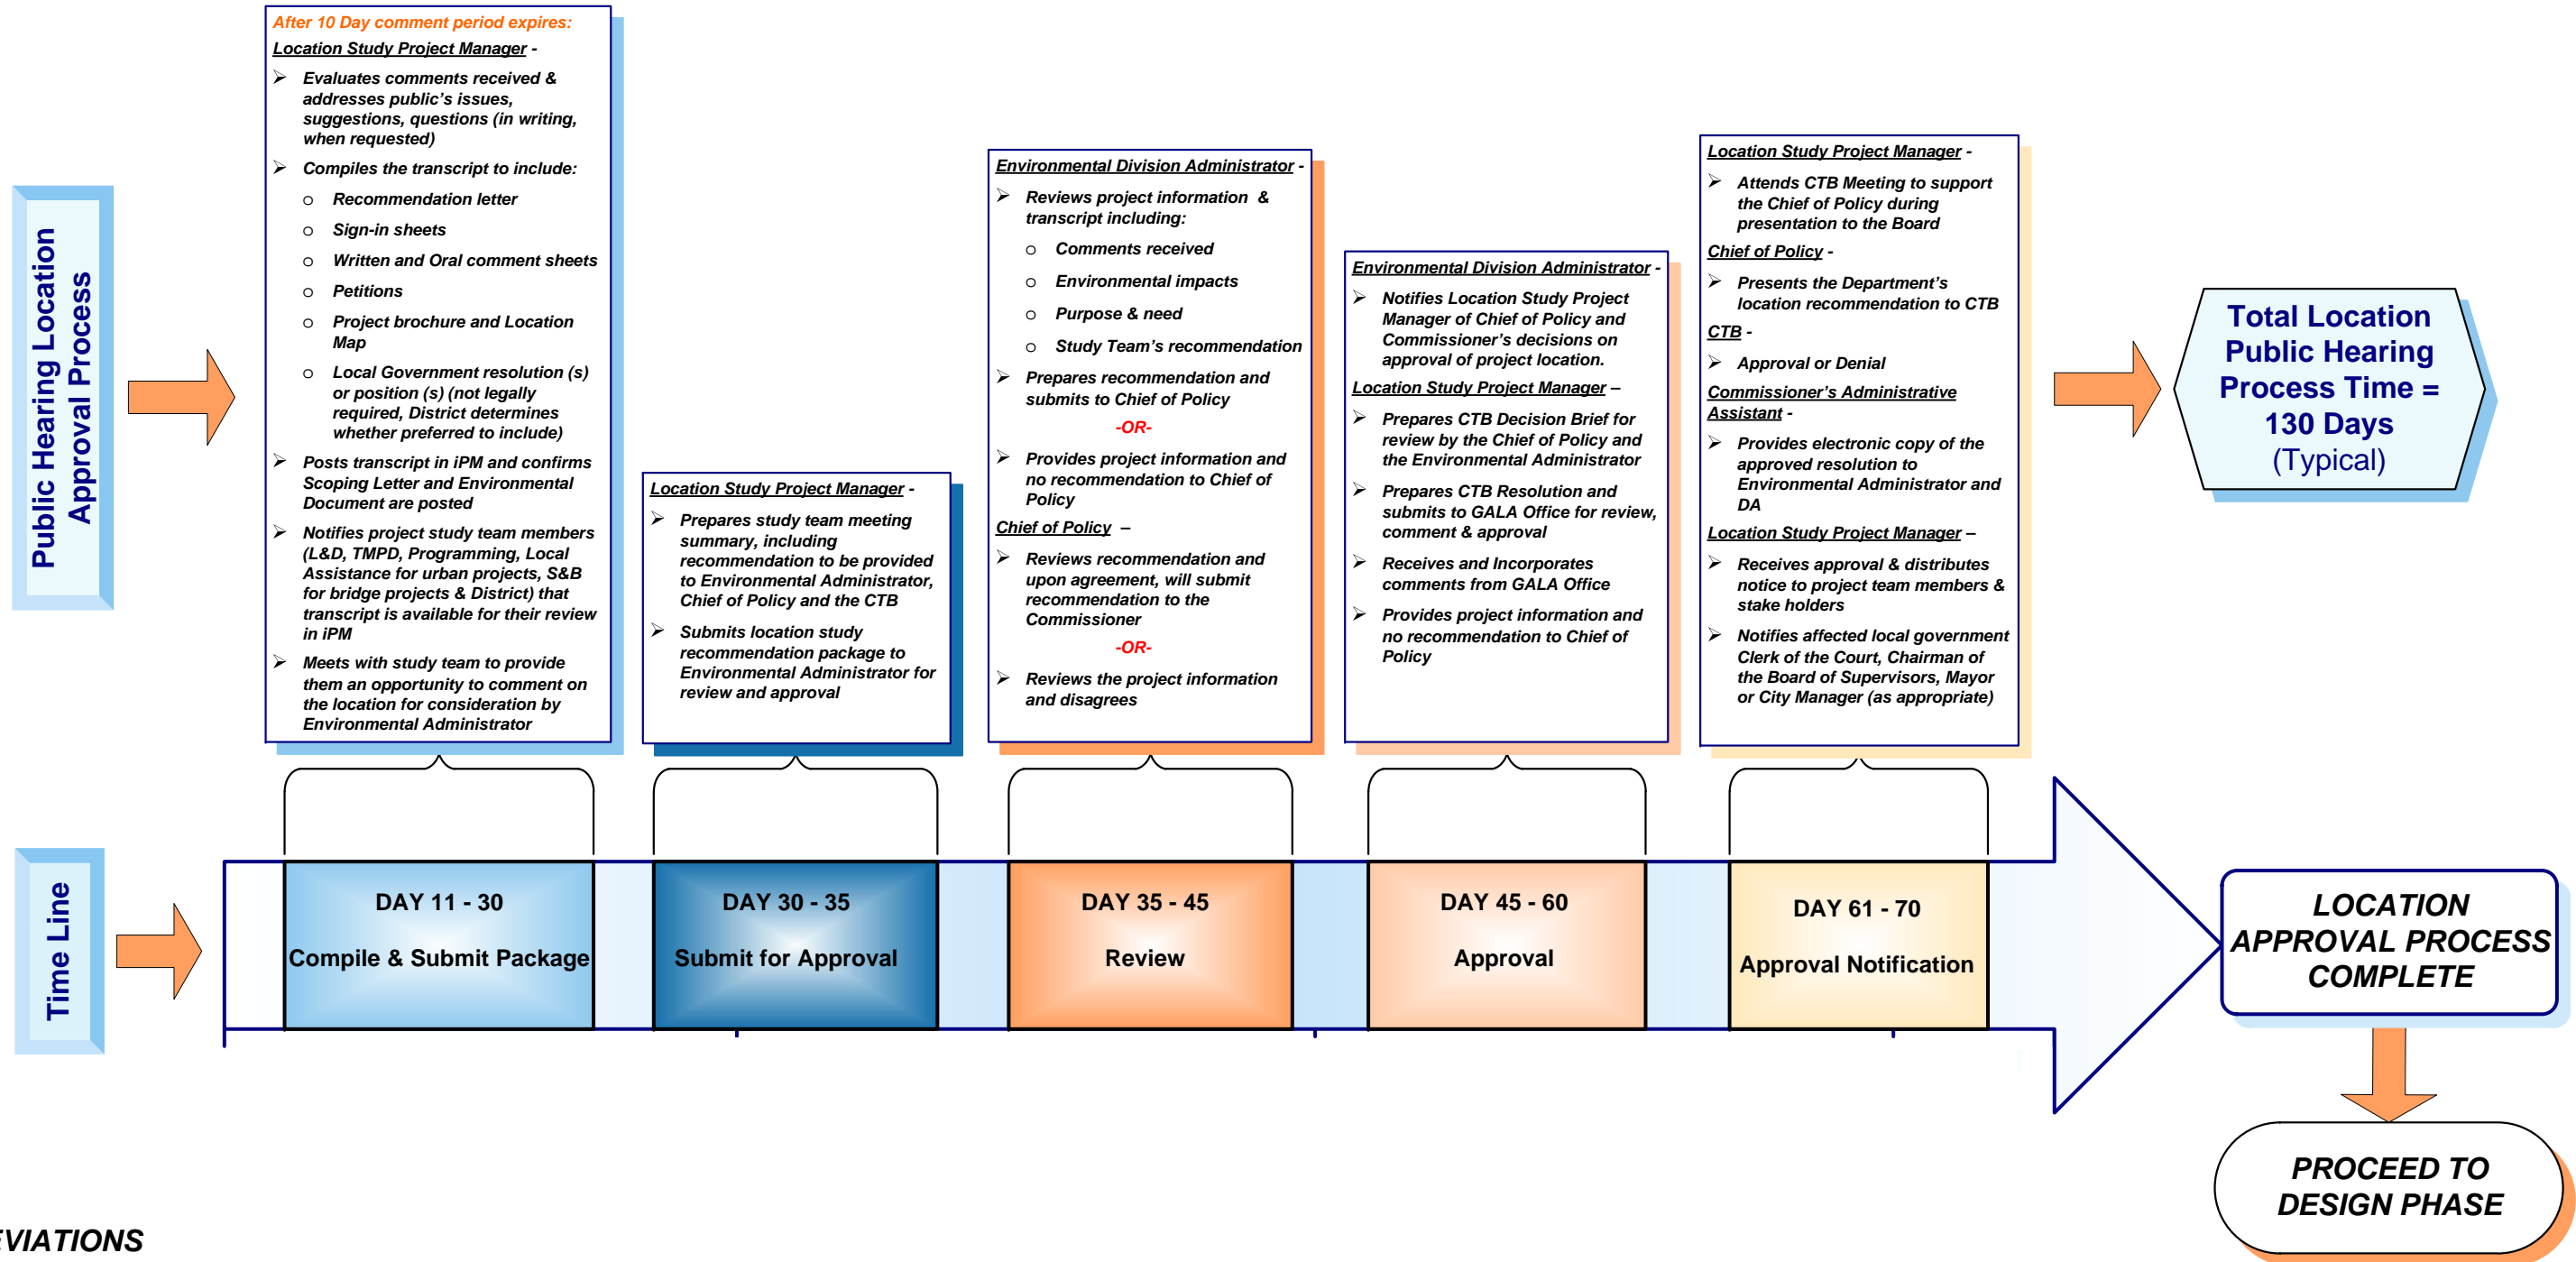 Public Hearing Location
Approval Process
After 10 Day comment period expires:
Location Study Project Manager -
➢ Evaluates comments received &
addresses public's issues,
suggestions, questions (in writing,
when requested)
➢ Compiles the transcript to include:
o Recommendation letter
o Sign-in sheets
o Written and Oral comment sheets
o Petitions
o Project brochure and Location
Map
o Local Government resolution (s)
or position (s) (not legally
required, District determines
whether preferred to include)
➢ Posts transcript in iPM and confirms
Scoping Letter and Environmental
Document are posted
➢ Notifies project study team members
(L&D, TMPD, Programming, Local
Assistance for urban projects, S&B
for bridge projects & District) that
transcript is available for their review
in iPM
➢ Meets with study team to provide
them an opportunity to comment on
the location for consideration by
Environmental Administrator
Location Study Project Manager -
➢ Prepares study team meeting
summary, including
recommendation to be provided
to Environmental Administrator,
Chief of Policy and the CTB
➢ Submits location study
recommendation package to
Environmental Administrator for
review and approval
Environmental Division Administrator -
➢ Reviews project information &
transcript including:
o Comments received
o Environmental impacts
o Purpose & need
o Study Team's recommendation
➢ Prepares recommendation and
submits to Chief of Policy
-OR-
➢ Provides project information and
no recommendation to Chief of
Policy
Chief of Policy –
➢ Reviews recommendation and
upon agreement, will submit
recommendation to the
Commissioner
-OR-
➢ Reviews the project information
and disagrees
Environmental Division Administrator -
➢ Notifies Location Study Project
Manager of Chief of Policy and
Commissioner's decisions on
approval of project location.
Location Study Project Manager –
➢ Prepares CTB Decision Brief for
review by the Chief of Policy and
the Environmental Administrator
➢ Prepares CTB Resolution and
submits to GALA Office for review,
comment & approval
➢ Receives and Incorporates
comments from GALA Office
➢ Provides project information and
no recommendation to Chief of
Policy
Location Study Project Manager -
➢ Attends CTB Meeting to support
the Chief of Policy during
presentation to the Board
Chief of Policy -
➢ Presents the Department's
location recommendation to CTB
CTB -
➢ Approval or Denial
Commissioner's Administrative
Assistant -
➢ Provides electronic copy of the
approved resolution to
Environmental Administrator and
DA
Location Study Project Manager –
➢ Receives approval & distributes
notice to project team members &
stake holders
➢ Notifies affected local government
Clerk of the Court, Chairman of
the Board of Supervisors, Mayor
or City Manager (as appropriate)
Total Location
Public Hearing
Process Time =
130 Days
(Typical)
Time Line
DAY 11 - 30
Compile & Submit Package
DAY 30 - 35
Submit for Approval
DAY 35 - 45
Review
DAY 45 - 60
Approval
DAY 61 - 70
Approval Notification
LOCATION
APPROVAL PROCESS
COMPLETE
PROCEED TO
DESIGN PHASE
EVIATIONS